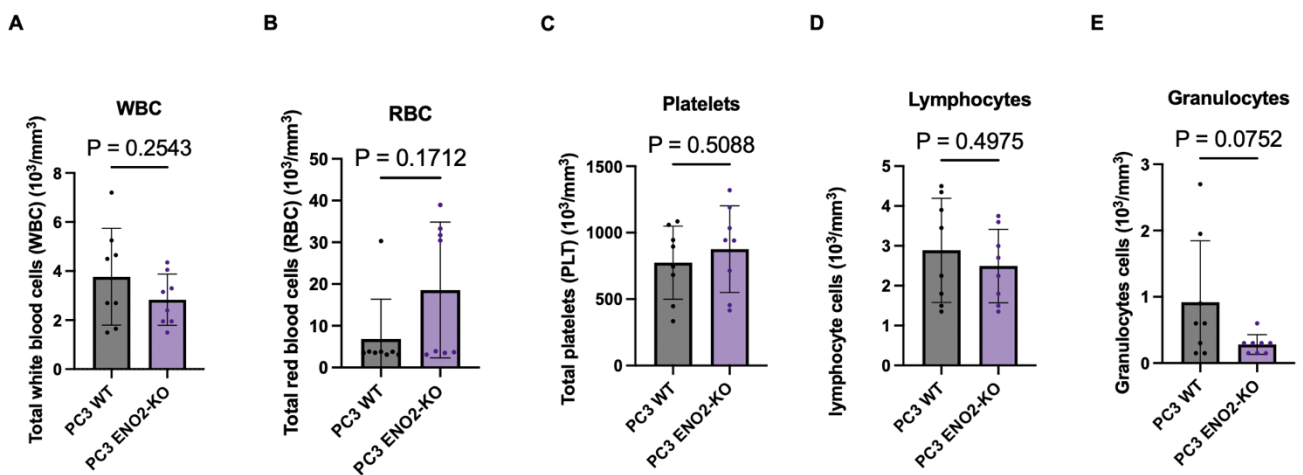 A
WBC
P = 0.2543
Total white blood cells (WBC) (10³/mm³)
8
6
4
2
0
PC3 WT
PC3 ENO2-KO
B
RBC
P = 0.1712
Total red blood cells (RBC) (10³/mm³)
50
40
30
20
10
0
PC3 WT
PC3 ENO2-KO
C
Platelets
P = 0.5088
Total platelets (PLT) (10³/mm³)
1500
1000
500
0
PC3 WT
PC3 ENO2-KO
D
Lymphocytes
P = 0.4975
lymphocyte cells (10³/mm³)
5
4
3
2
1
0
PC3 WT
PC3 ENO2-KO
E
Granulocytes
P = 0.0752
Granulocytes cells (10³/mm³)
3
2
1
0
PC3 WT
PC3 ENO2-KO